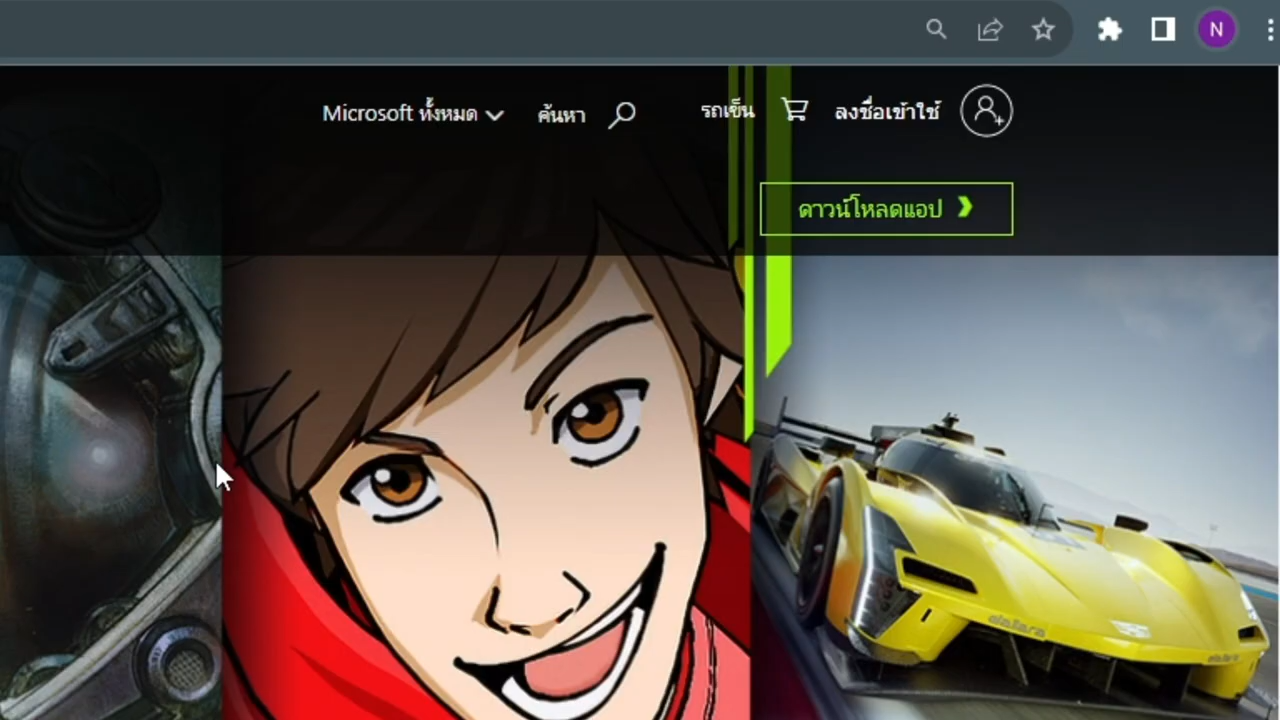 N
Microsoft ทั้งหมด
ค้นหา
รถเข็น
ลงชื่อเข้าใช้
ดาวน์โหลดแอป
dallara